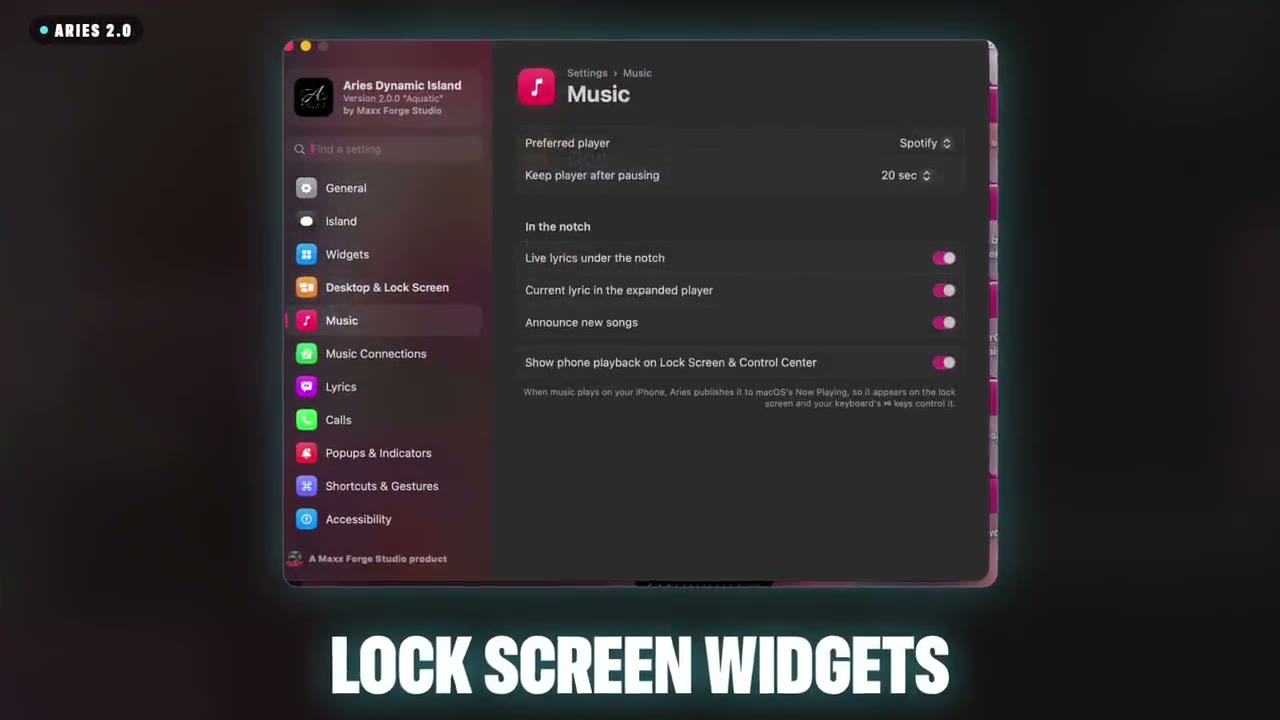 ARIES 2.0
Aries Dynamic Island
Version 2.0.0 "Aquatic"
by Maxx Forge Studio
Find a setting
General
Island
Widgets
Desktop & Lock Screen
Music
Music Connections
Lyrics
Calls
Popups & Indicators
Shortcuts & Gestures
Accessibility
A Maxx Forge Studio product
Settings › Music
Music
Preferred player Spotify
Keep player after pausing 20 sec
In the notch
Live lyrics under the notch
Current lyric in the expanded player
Announce new songs
Show phone playback on Lock Screen & Control Center
When music plays on your iPhone, Aries publishes it to macOS's Now Playing, so it appears on the lock
screen and your keyboard's ⏯ keys control it.
LOCK SCREEN WIDGETS